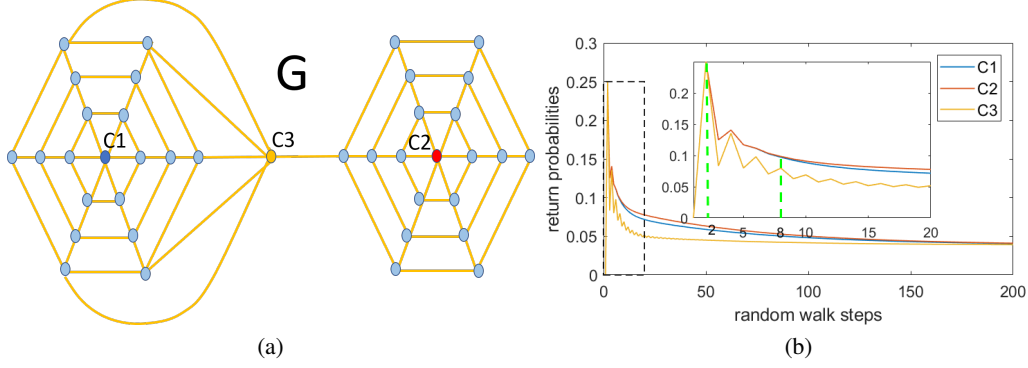 G
C1
C3
C2
(a)
return probabilities
0.3
0.25
0.20
0.15
0.10
0.05
0
0 50 100 150 200
random walk steps
0.2
0.15
0.1
0.05
0
2 5 8 10 15 20
C1
C2
C3
(b)